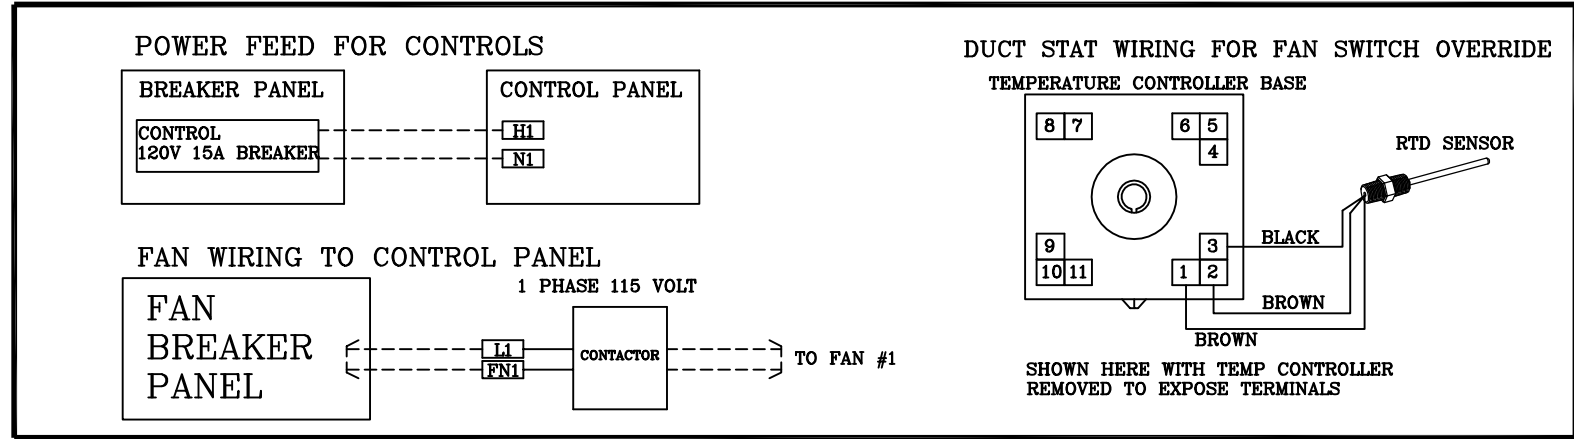 POWER FEED FOR CONTROLS
BREAKER PANEL
CONTROL
120V 15A BREAKER
CONTROL PANEL
H1
N1
FAN WIRING TO CONTROL PANEL
1 PHASE 115 VOLT
FAN
BREAKER
PANEL
L1
FN1
CONTACTOR
TO FAN #1
DUCT STAT WIRING FOR FAN SWITCH OVERRIDE
TEMPERATURE CONTROLLER BASE
8 7 6 5
4
RTD SENSOR
9 3 BLACK
10 11 1 2
BROWN
BROWN
SHOWN HERE WITH TEMP CONTROLLER
REMOVED TO EXPOSE TERMINALS